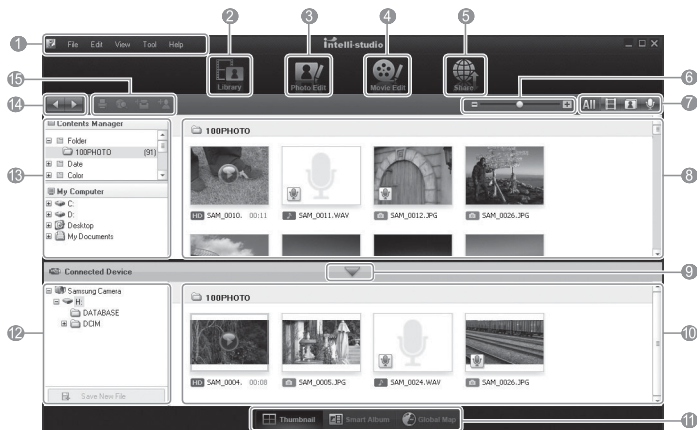 2 3 4 5
1 File Edit View Tool Help intelli-studio
15 Library Photo Edit Movie Edit Share 6
14 All 7
Contents Manager 100PHOTO
Folder
100PHOTO (91)
Date
13 Color 8
My Computer HD SAM_0010. 00:11 SAM_0011.WAV SAM_0012.JPG SAM_0026.JPG
C:
D:
Desktop
My Documents
Connected Device 9
Samsung Camera 100PHOTO
H:
DATABASE
12 DCIM 10
HD SAM_0004. 00:08 SAM_0005.JPG SAM_0024.WAV SAM_0026.JPG
Save New File
Thumbnail Smart Album Global Map 11